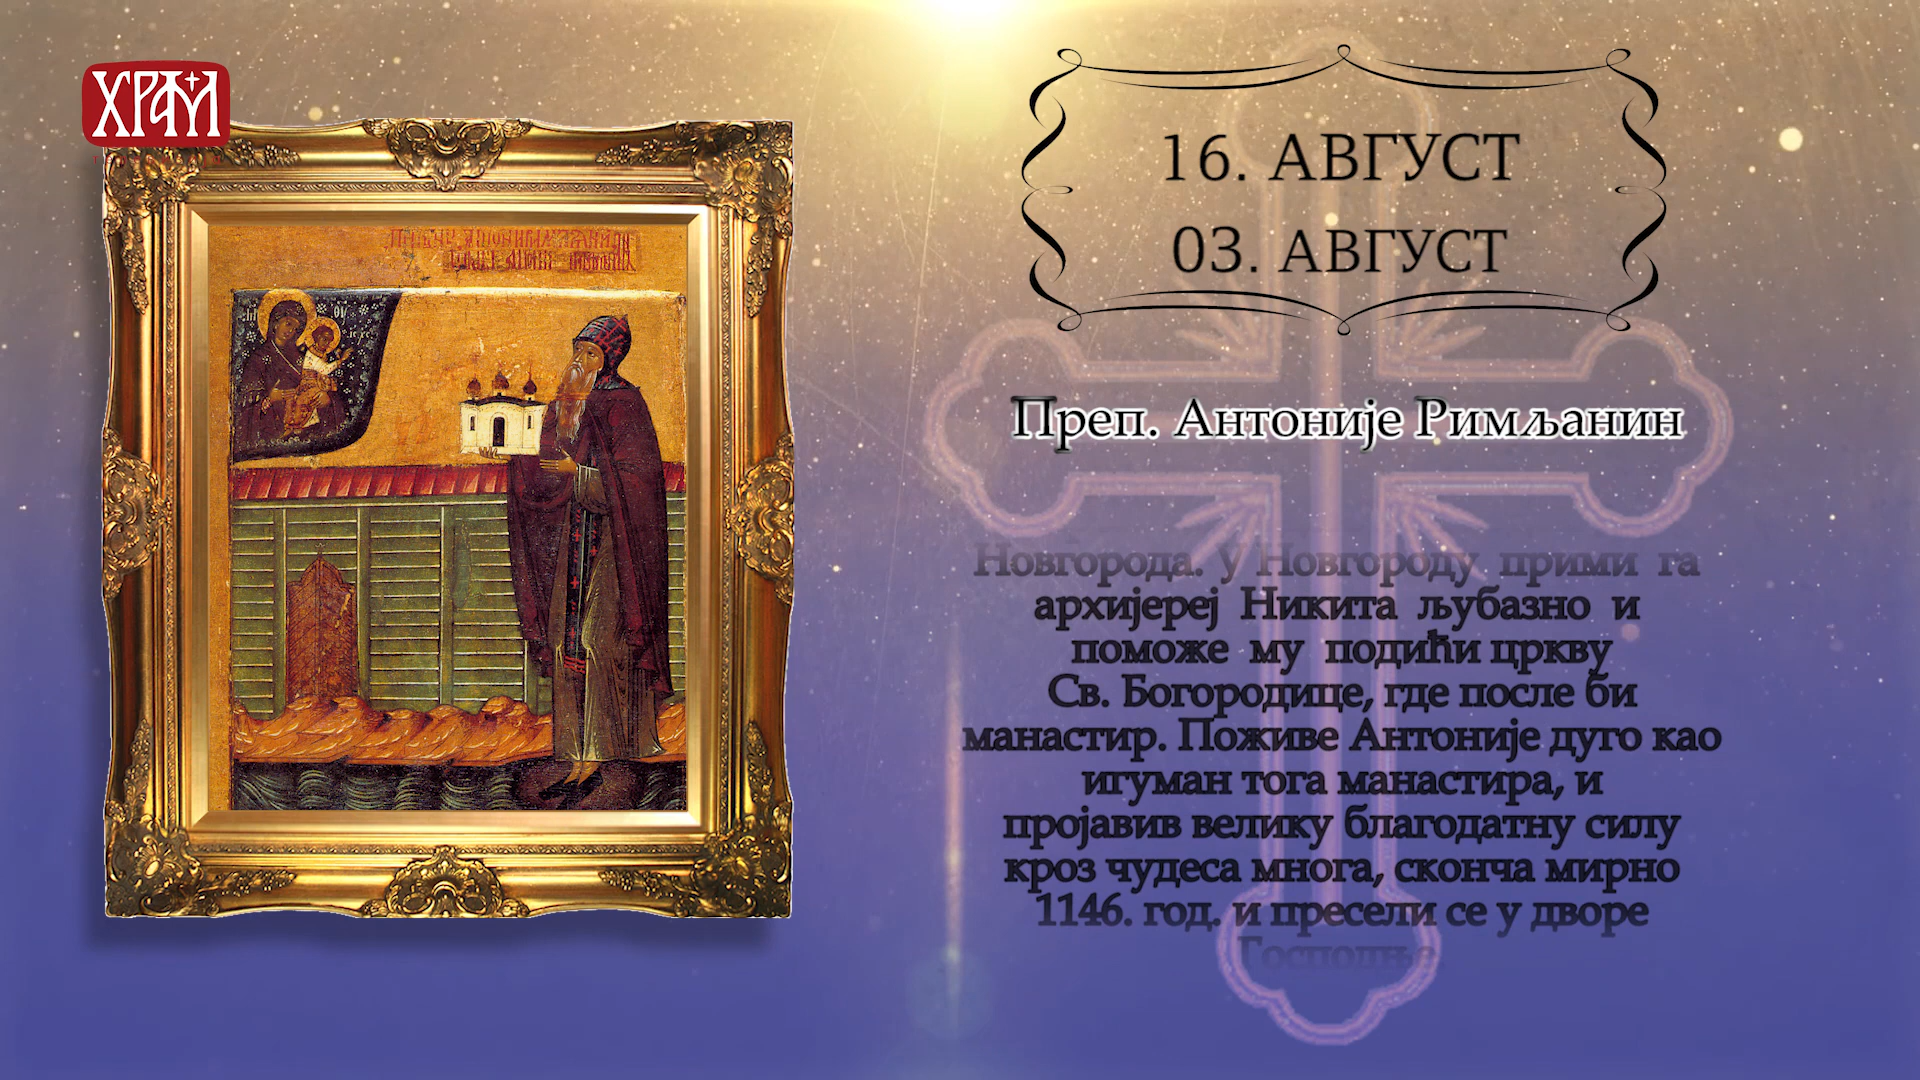 ХРАМ
16. АВГУСТ
03. АВГУСТ
Преп. Антоније Римљанин
Новгорода. У Новгороду прими га
архијереј Никита љубазно и
поможе му подићи цркву
Св. Богородице, где после би
манастир. Поживе Антоније дуго као
игуман тога манастира, и
пројавив велику благодатну силу
кроз чудеса многа, сконча мирно
1146. год. и пресели се у дворе
Господње.